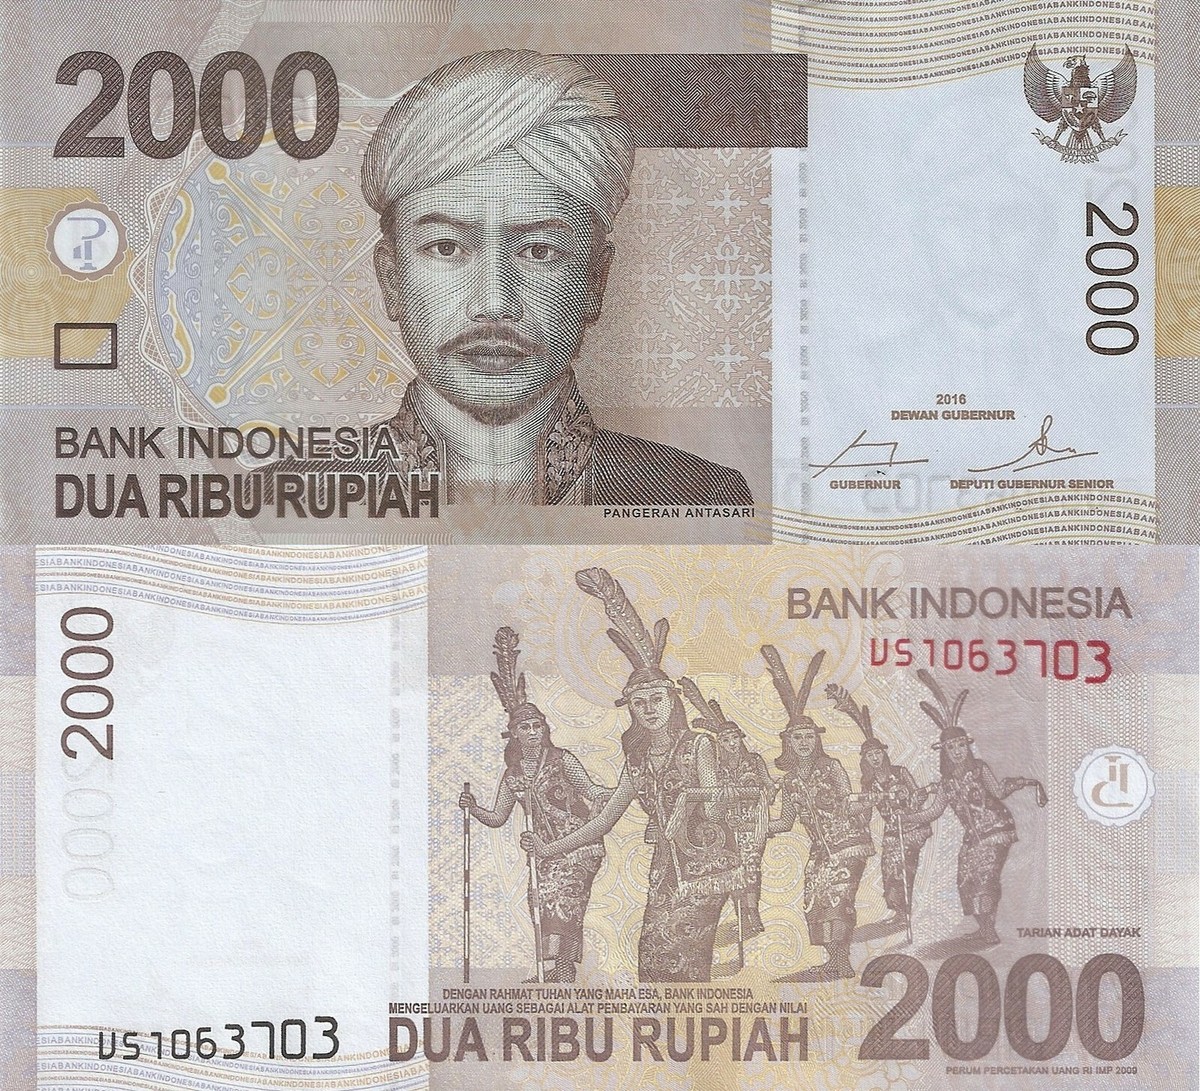 2000
BANK INDONESIA
DUA RIBU RUPIAH
PANGERAN ANTASARI
2000
2016
DEWAN GUBERNUR
GUBERNUR
DEPUTI GUBERNUR SENIOR
2000
BANK INDONESIA
VS1063703
TARIAN ADAT DAYAK
DENGAN RAHMAT TUHAN YANG MAHA ESA, BANK INDONESIA
MENGELUARKAN UANG SEBAGAI ALAT PEMBAYARAN YANG SAH DENGAN NILAI
DUA RIBU RUPIAH
2000
VS1063703
PERUM PERCETAKAN UANG RI IMP 2009